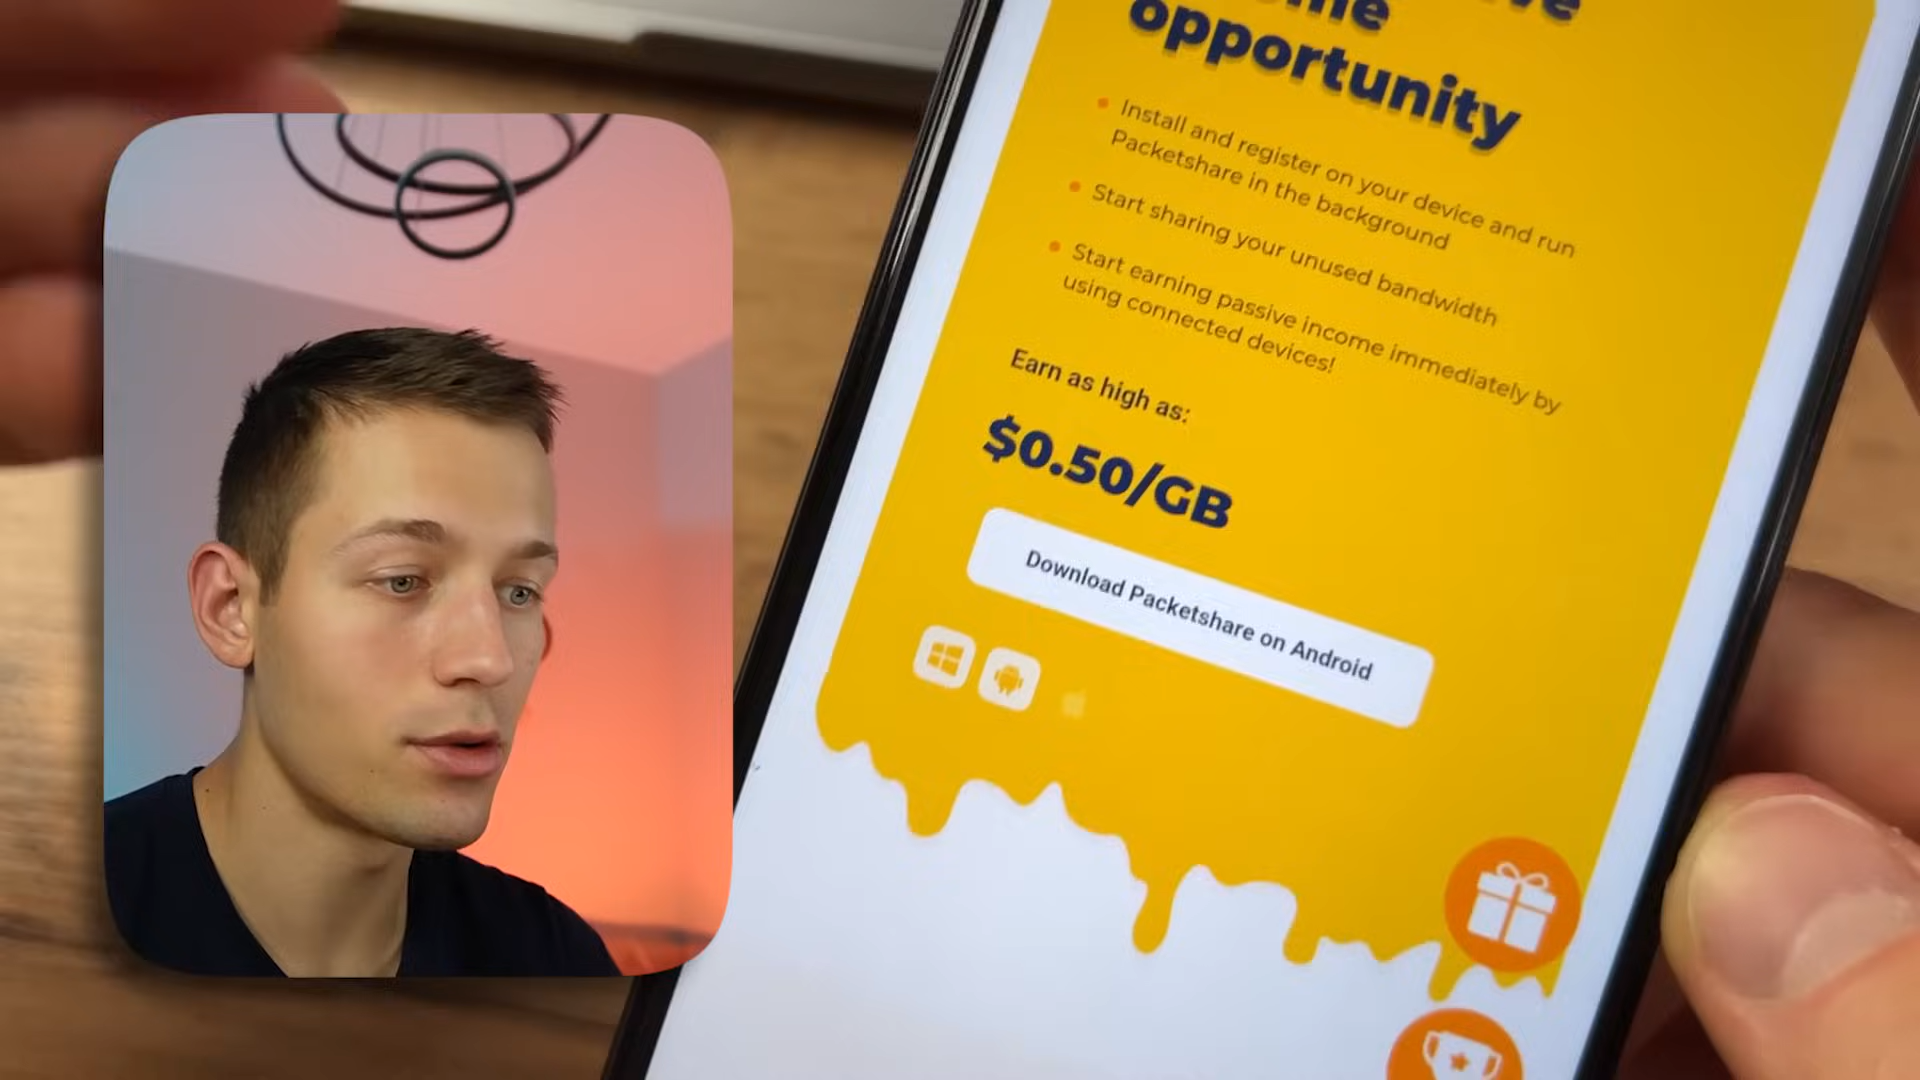 opportunity
Install and register on your device and run
Packetshare in the background
Start sharing your unused bandwidth
Start earning passive income immediately by
using connected devices!
Earn as high as:
$0.50/GB
Download Packetshare on Android